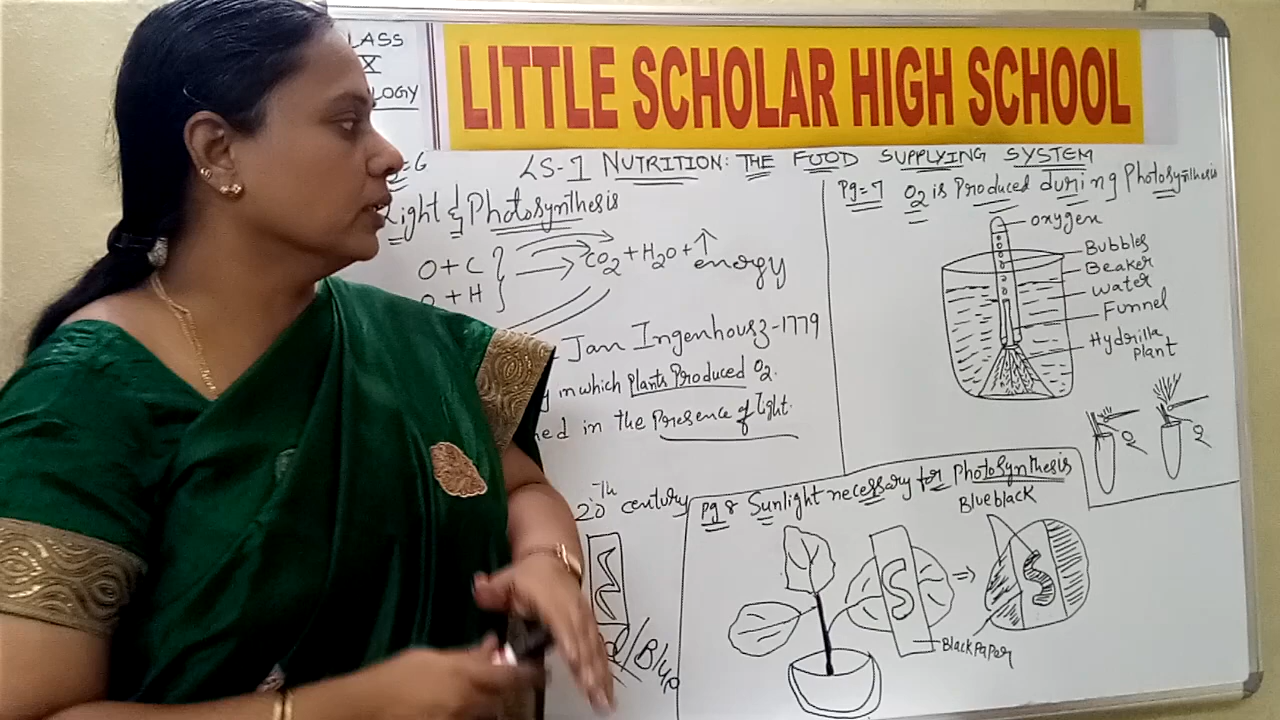 LASS
X
LOGY
LITTLE SCHOLAR HIGH SCHOOL
LS-1 NUTRITION: THE FOOD SUPPLYING SYSTEM
=6
Light & Photosynthesis
O + C
O + H
CO2 + H2O + ↑ energy
Jan Ingenhousz-1779
in which plants Produced O2.
ed in the Presence of light.
20Th century
Pg=7 O2 is Produced during Photosynthesis
oxygen
Bubbles
Beaker
water
Funnel
Hydrilla
plant
Pg 8 Sunlight necessary for Photosynthesis
Blueblack
S
S
Black Paper